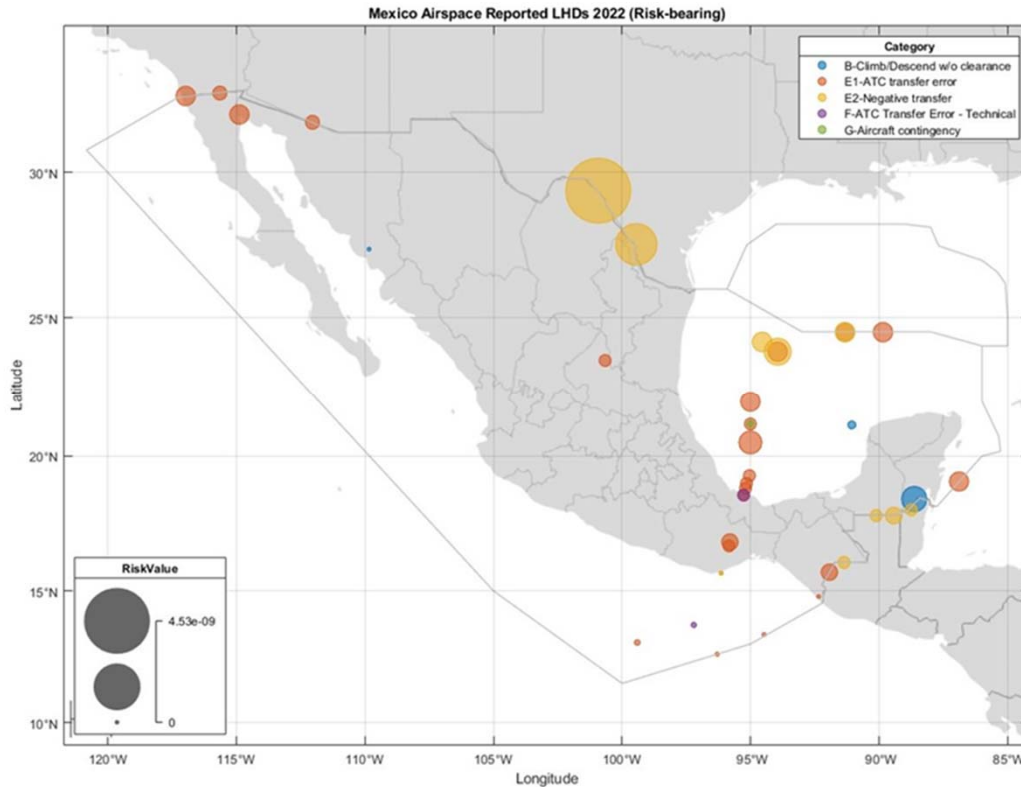 Mexico Airspace Reported LHDs 2022 (Risk-bearing)
Category
B-Climb/Descend w/o clearance
E1-ATC transfer error
E2-Negative transfer
F-ATC Transfer Error - Technical
G-Aircraft contingency
30°N
25°N
20°N
15°N
10°N
Latitude
RiskValue
4.53e-09
0
120°W
115°W
110°W
105°W
100°W
95°W
90°W
85°W
Longitude